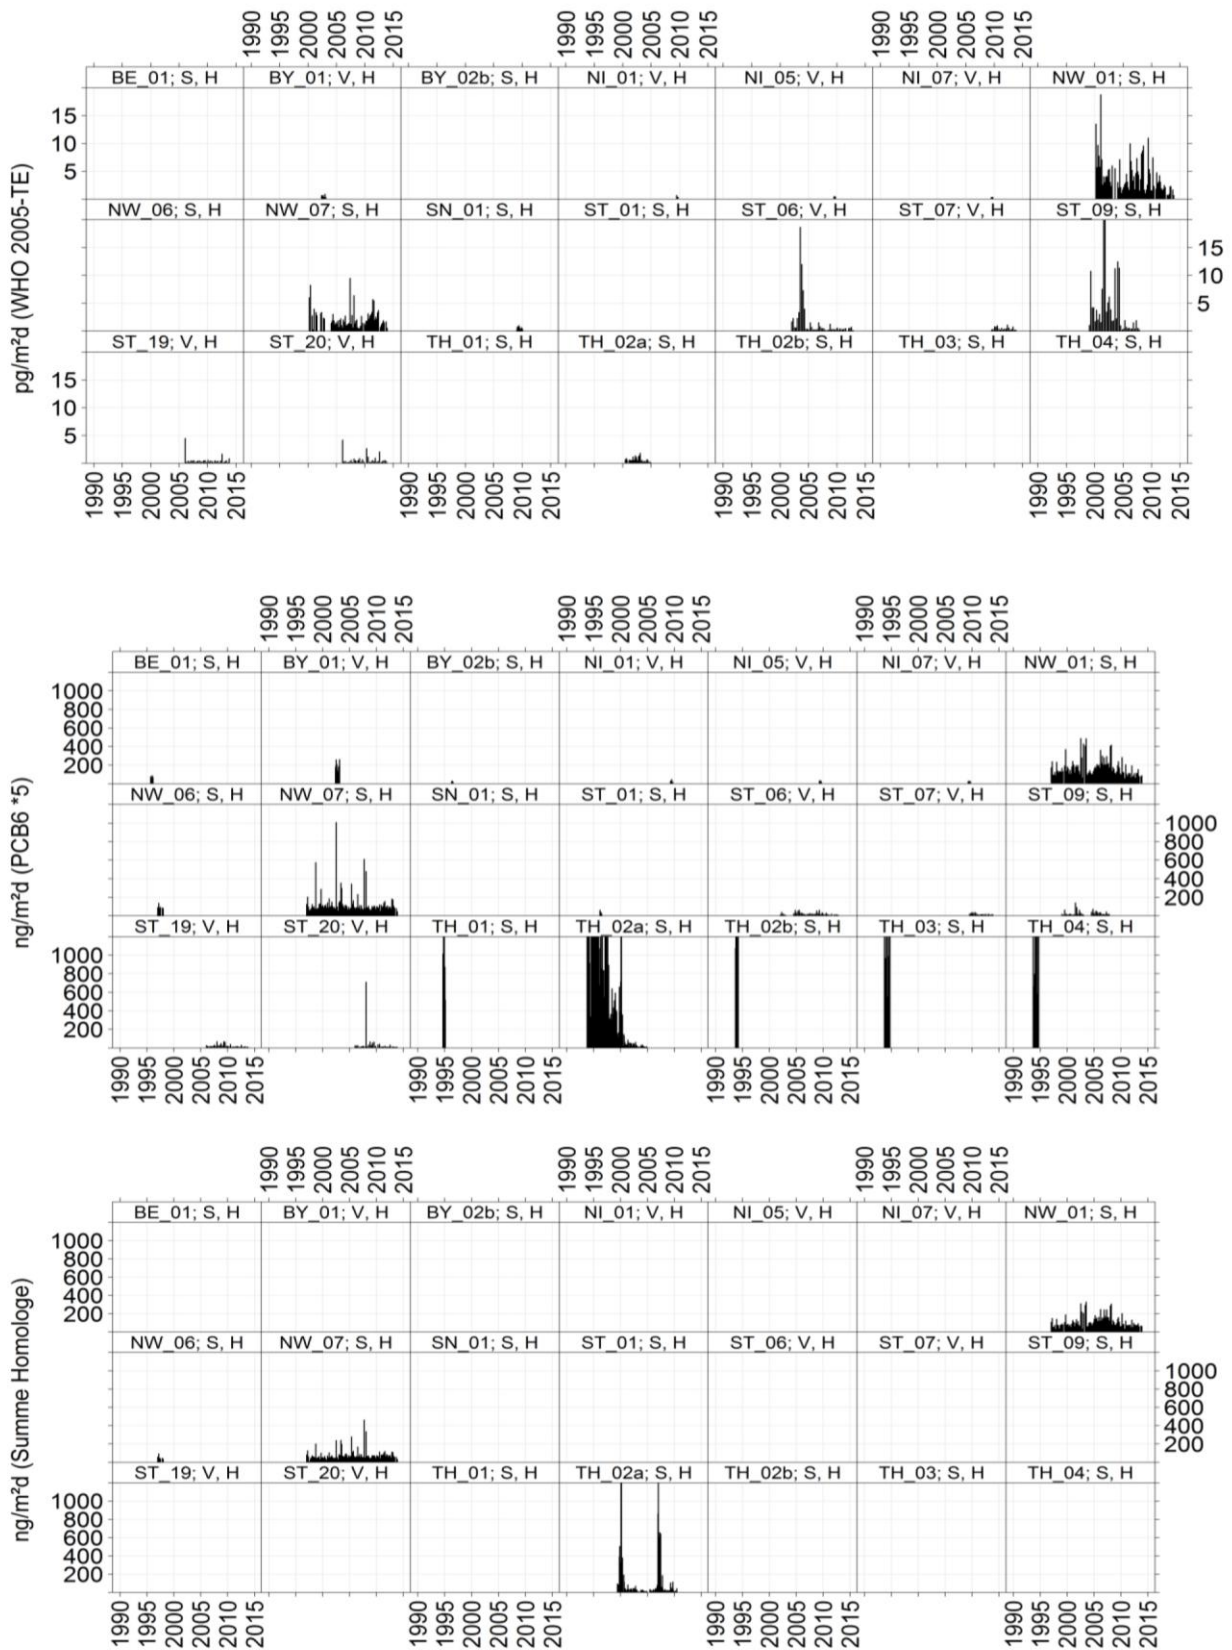 1990 1995 2000 2005 2010 2015 1990 1995 2000 2005 2010 2015 1990 1995 2000 2005 2010 2015
BE_01; S, H BY_01; V, H BY_02b; S, H NI_01; V, H NI_05; V, H NI_07; V, H NW_01; S, H
15
10
5
NW_06; S, H NW_07; S, H SN_01; S, H ST_01; S, H ST_06; V, H ST_07; V, H ST_09; S, H
15
10
5
pg/m²d (WHO 2005-TE)
ST_19; V, H ST_20; V, H TH_01; S, H TH_02a; S, H TH_02b; S, H TH_03; S, H TH_04; S, H
15
10
5
1990 1995 2000 2005 2010 2015 1990 1995 2000 2005 2010 2015 1990 1995 2000 2005 2010 2015 1990 1995 2000 2005 2010 2015
1990 1995 2000 2005 2010 2015 1990 1995 2000 2005 2010 2015 1990 1995 2000 2005 2010 2015
BE_01; S, H BY_01; V, H BY_02b; S, H NI_01; V, H NI_05; V, H NI_07; V, H NW_01; S, H
1000
800
600
400
200
NW_06; S, H NW_07; S, H SN_01; S, H ST_01; S, H ST_06; V, H ST_07; V, H ST_09; S, H
1000
800
600
400
200
ng/m²d (PCB6 *5)
ST_19; V, H ST_20; V, H TH_01; S, H TH_02a; S, H TH_02b; S, H TH_03; S, H TH_04; S, H
1000
800
600
400
200
1990 1995 2000 2005 2010 2015 1990 1995 2000 2005 2010 2015 1990 1995 2000 2005 2010 2015 1990 1995 2000 2005 2010 2015
1990 1995 2000 2005 2010 2015 1990 1995 2000 2005 2010 2015 1990 1995 2000 2005 2010 2015
BE_01; S, H BY_01; V, H BY_02b; S, H NI_01; V, H NI_05; V, H NI_07; V, H NW_01; S, H
1000
800
600
400
200
NW_06; S, H NW_07; S, H SN_01; S, H ST_01; S, H ST_06; V, H ST_07; V, H ST_09; S, H
1000
800
600
400
200
ng/m²d (Summe Homologe)
ST_19; V, H ST_20; V, H TH_01; S, H TH_02a; S, H TH_02b; S, H TH_03; S, H TH_04; S, H
1000
800
600
400
200
1990 1995 2000 2005 2010 2015 1990 1995 2000 2005 2010 2015 1990 1995 2000 2005 2010 2015 1990 1995 2000 2005 2010 2015